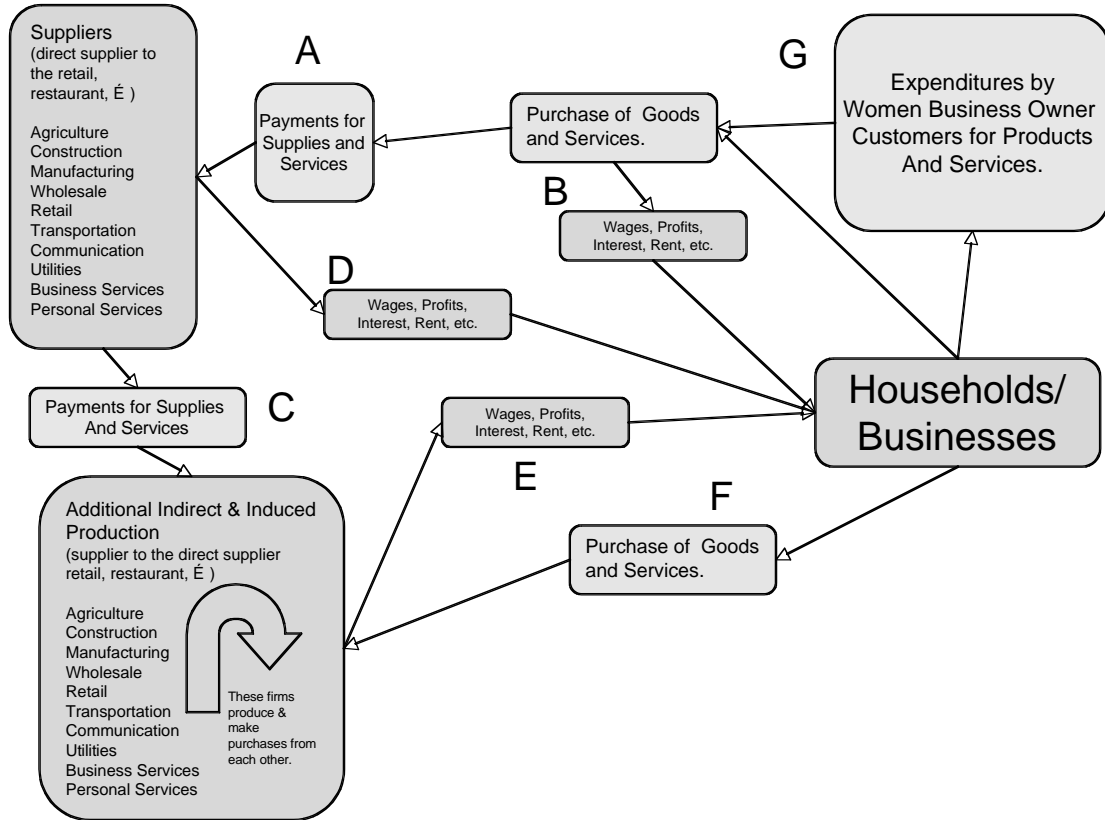 Suppliers
(direct supplier to
the retail,
restaurant, É )
Agriculture
Construction
Manufacturing
Wholesale
Retail
Transportation
Communication
Utilities
Business Services
Personal Services
A
Payments for
Supplies and
Services
Purchase of Goods
and Services.
G
Expenditures by
Women Business Owner
Customers for Products
And Services.
B
Wages, Profits,
Interest, Rent, etc.
D
Wages, Profits,
Interest, Rent, etc.
Households/
Businesses
Payments for Supplies
And Services
C
Wages, Profits,
Interest, Rent, etc.
E
F
Purchase of Goods
and Services.
Additional Indirect & Induced
Production
(supplier to the direct supplier
retail, restaurant, É )
Agriculture
Construction
Manufacturing
Wholesale
Retail
Transportation
Communication
Utilities
Business Services
Personal Services
These firms
produce &
make
purchases from
each other.